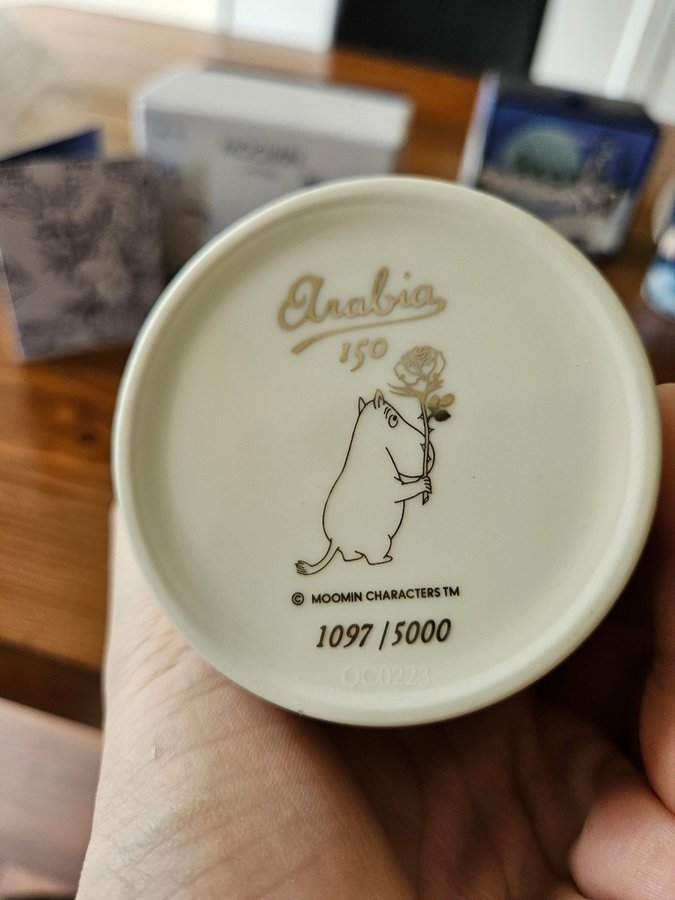 Arabia
150
© MOOMIN CHARACTERS TM
1097 / 5000
OC0223